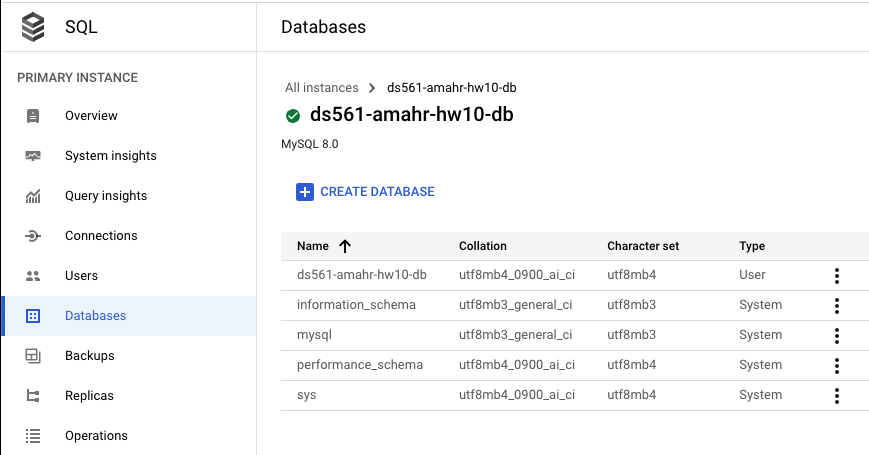 SQL
Databases
PRIMARY INSTANCE
Overview
System insights
Query insights
Connections
Users
Databases
Backups
Replicas
Operations
All instances > ds561-amahr-hw10-db
ds561-amahr-hw10-db
MySQL 8.0
CREATE DATABASE
Name Collation Character set Type
ds561-amahr-hw10-db utf8mb4_0900_ai_ci utf8mb4 User
information_schema utf8mb3_general_ci utf8mb3 System
mysql utf8mb3_general_ci utf8mb3 System
performance_schema utf8mb4_0900_ai_ci utf8mb4 System
sys utf8mb4_0900_ai_ci utf8mb4 System